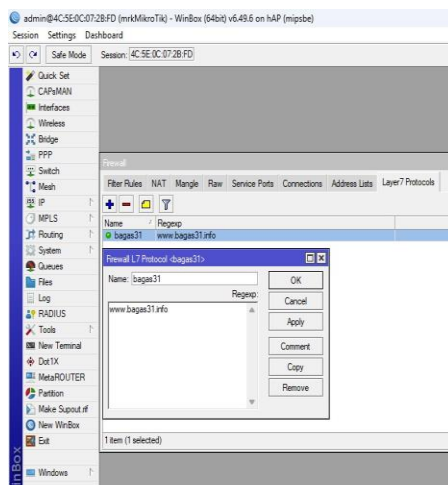 admin@4C:5E:0C:07:2B:FD (mrkMikroTik) - WinBox (64bit) v6.49.6 on hAP (mipsbe)
Session Settings Dashboard
Safe Mode Session: 4C:5E:0C:07:2B:FD
Quick Set
CAPsMAN
Interfaces
Wireless
Bridge
PPP
Switch
Mesh
IP
MPLS
Routing
System
Queues
Files
Log
RADIUS
Tools
New Terminal
Dot1X
MetaROUTER
Partition
Make Supout.rif
New WinBox
Exit
Windows
Firewall
Filter Rules NAT Mangle Raw Service Ports Connections Address Lists Layer7 Protocols
Name Regexp
bagas31 www.bagas31.info
Firewall L7 Protocol <bagas31>
Name: bagas31
Regexp:
www.bagas31.info
OK
Cancel
Apply
Comment
Copy
Remove
1 item (1 selected)
inBox